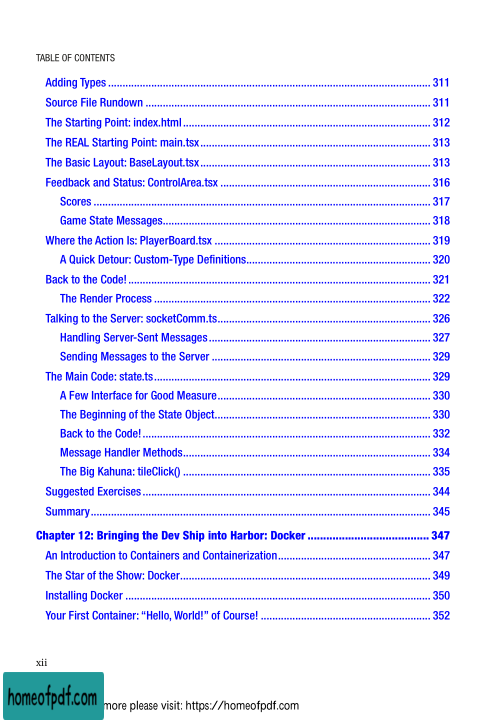 TABLE OF CONTENTS
Adding Types ........ 311
Source File Rundown ........ 311
The Starting Point: index.html ........ 312
The REAL Starting Point: main.tsx ........ 313
The Basic Layout: BaseLayout.tsx ........ 313
Feedback and Status: ControlArea.tsx ........ 316
Scores ........ 317
Game State Messages ........ 318
Where the Action Is: PlayerBoard.tsx ........ 319
A Quick Detour: Custom-Type Definitions ........ 320
Back to the Code! ........ 321
The Render Process ........ 322
Talking to the Server: socketComm.ts ........ 326
Handling Server-Sent Messages ........ 327
Sending Messages to the Server ........ 329
The Main Code: state.ts ........ 329
A Few Interface for Good Measure ........ 330
The Beginning of the State Object ........ 330
Back to the Code! ........ 332
Message Handler Methods ........ 334
The Big Kahuna: tileClick() ........ 335
Suggested Exercises ........ 344
Summary ........ 345
Chapter 12: Bringing the Dev Ship into Harbor: Docker ........ 347
An Introduction to Containers and Containerization ........ 347
The Star of the Show: Docker ........ 349
Installing Docker ........ 350
Your First Container: “Hello, World!” of Course! ........ 352
xii
homeofpdf.com
more please visit: https://homeofpdf.com